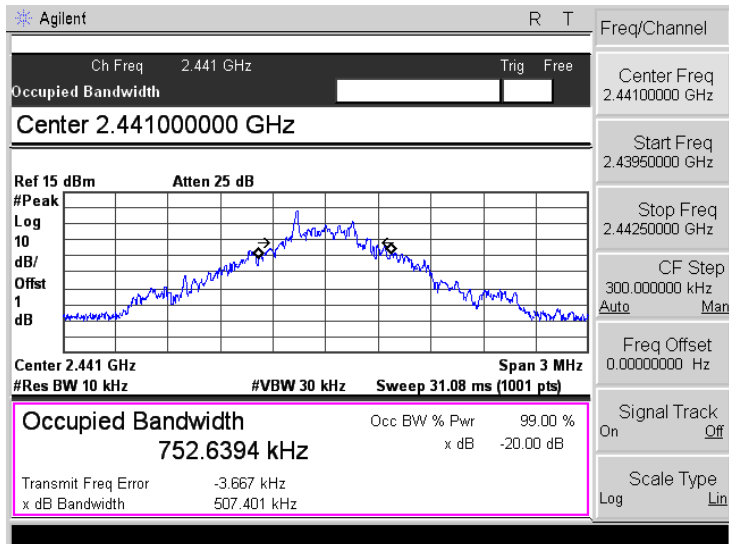 Agilent R T
Ch Freq 2.441 GHz Trig Free
Occupied Bandwidth
Center 2.441000000 GHz
Ref 15 dBm Atten 25 dB
#Peak
Log
10
dB/
Offst
1
dB
Center 2.441 GHz Span 3 MHz
#Res BW 10 kHz #VBW 30 kHz Sweep 31.08 ms (1001 pts)
Occupied Bandwidth Occ BW % Pwr 99.00 %
752.6394 kHz x dB -20.00 dB
Transmit Freq Error -3.667 kHz
x dB Bandwidth 507.401 kHz
Freq/Channel
Center Freq
2.44100000 GHz
Start Freq
2.43950000 GHz
Stop Freq
2.44250000 GHz
CF Step
300.000000 kHz
Auto Man
Freq Offset
0.00000000 Hz
Signal Track
On Off
Scale Type
Log Lin